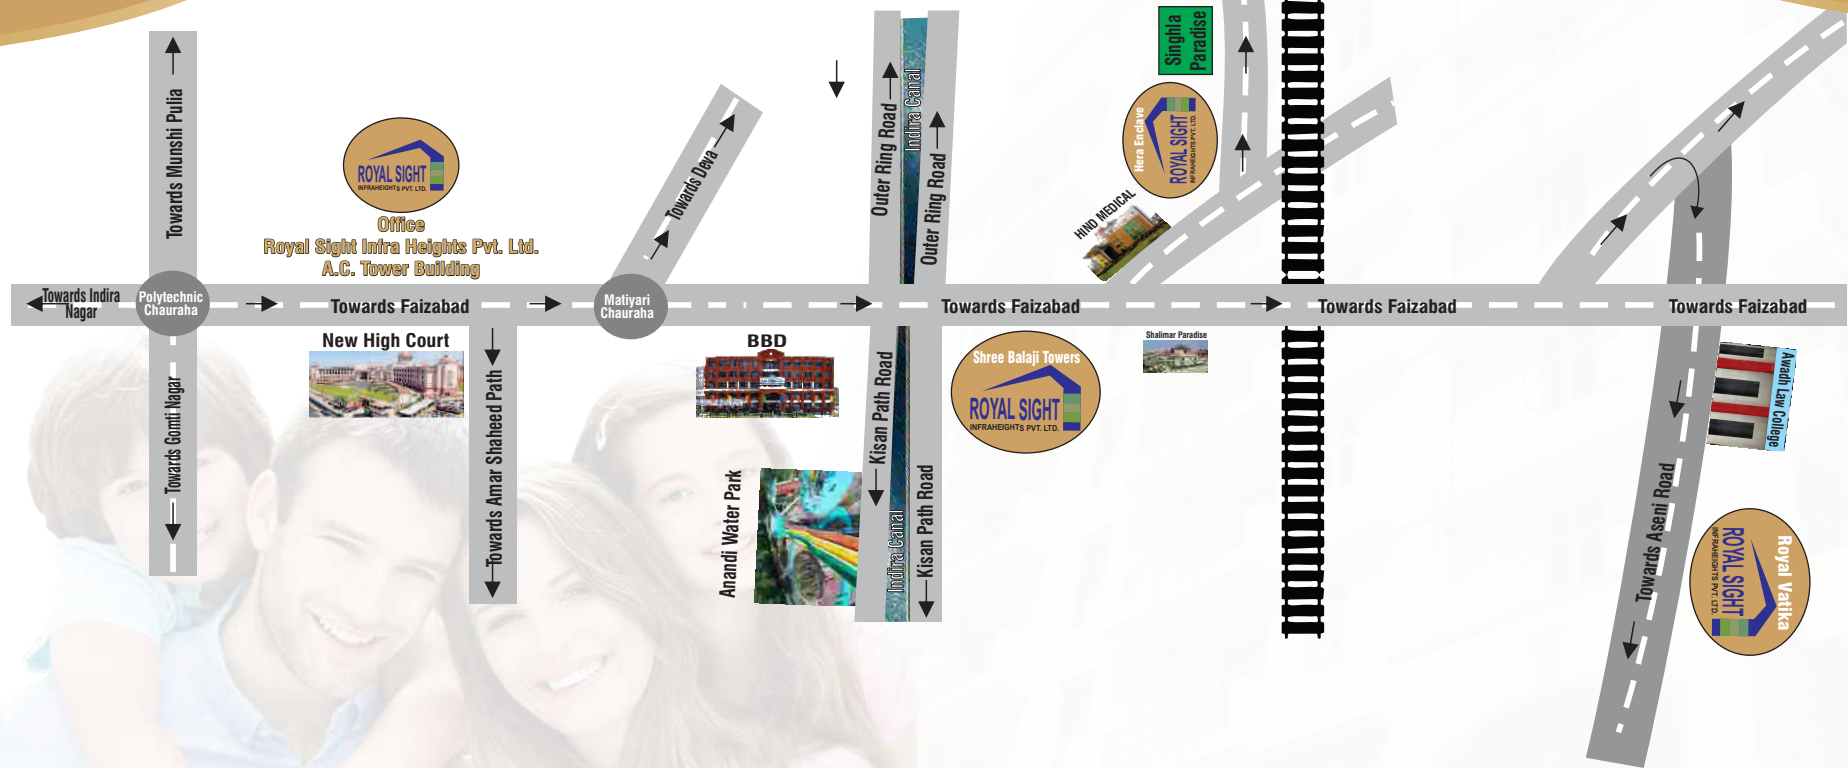 Towards Munshi Pulia
ROYAL SIGHT
INFRAHEIGHTS PVT. LTD.
Office
Royal Sight Infra Heights Pvt. Ltd.
A.C. Tower Building
Towards Deva
Outer Ring Road
Indira Canal
Outer Ring Road
Singhla
Paradise
Hera Enclave
ROYAL SIGHT
INFRAHEIGHTS PVT. LTD.
HIND MEDICAL
Towards Indira
Nagar
Polytechnic
Chauraha
Towards Faizabad
Matiyari
Chauraha
Towards Faizabad
Towards Faizabad
Towards Faizabad
Towards Gomti Nagar
New High Court
Towards Amar Shaheed Path
BBD
Anandi Water Park
Kisan Path Road
Indira Canal
Kisan Path Road
Shree Balaji Towers
ROYAL SIGHT
INFRAHEIGHTS PVT. LTD.
Shalimar Paradise
Awadh Law College
Towards Aseni Road
Royal Vatika
ROYAL SIGHT
INFRAHEIGHTS PVT. LTD.